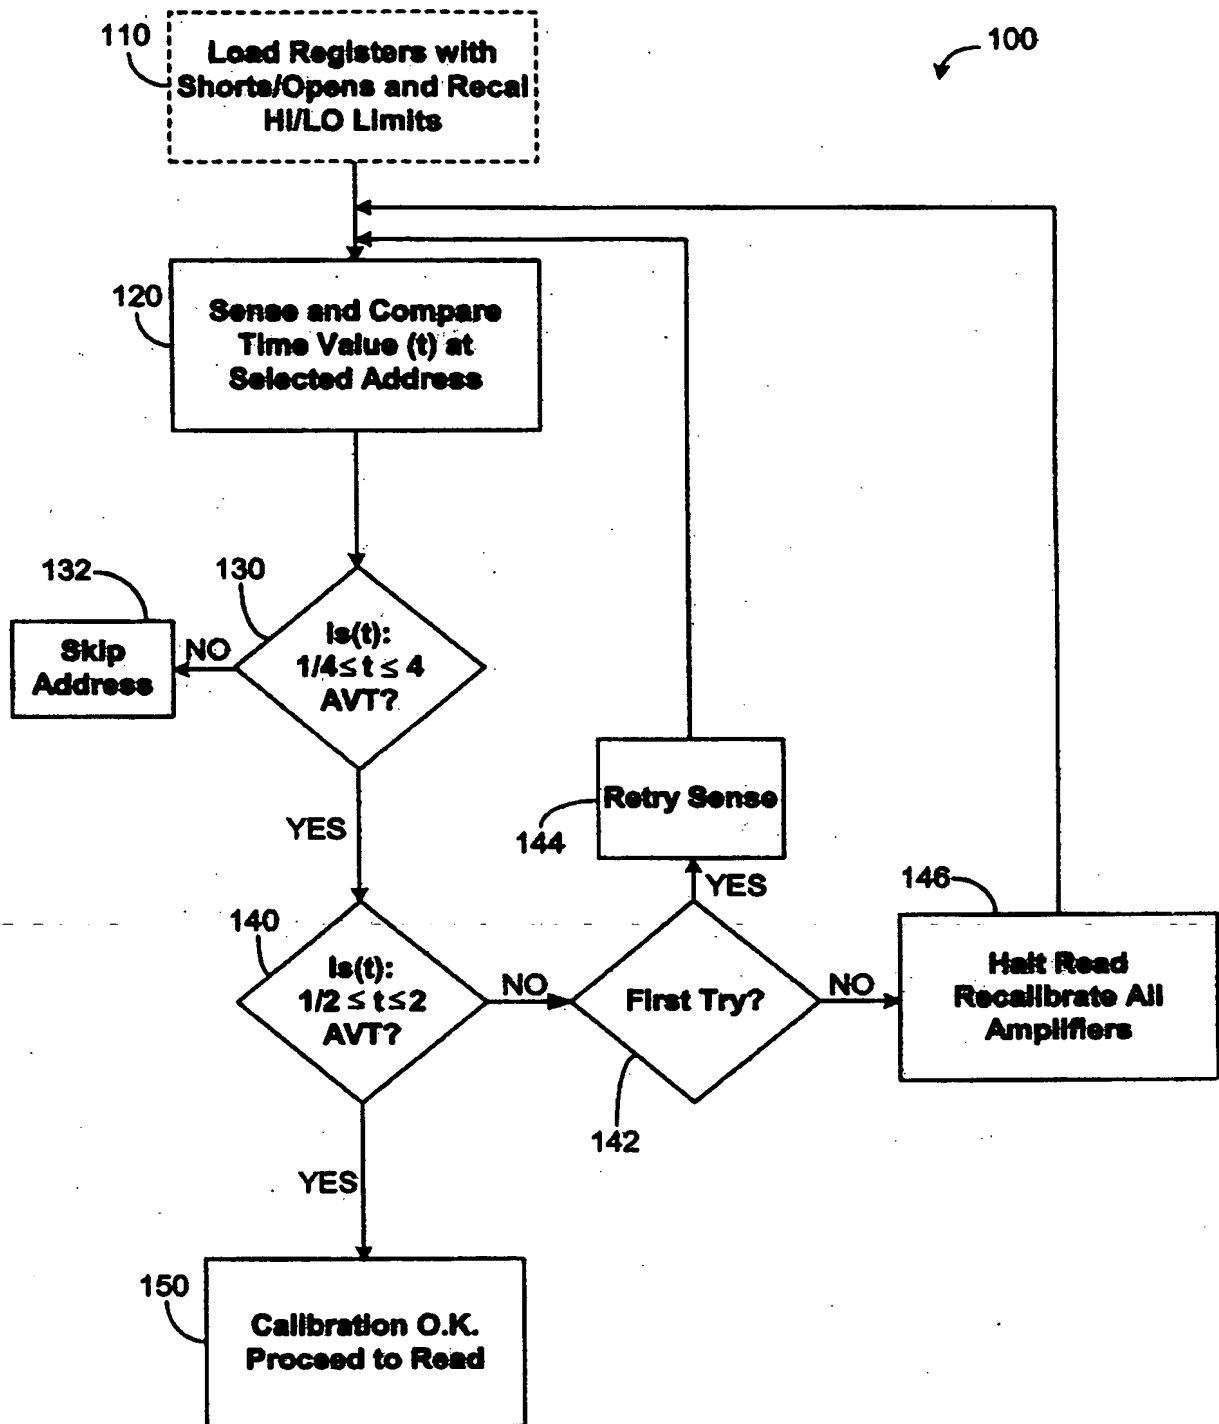 110
Load Registers with
Shorts/Opens and Recal
HI/LO Limits
100
120
Sense and Compare
Time Value (t) at
Selected Address
132
130
Skip
Address
NO
Is(t):
1/4≤ t ≤ 4
AVT?
YES
144
Retry Sense
YES
146
140
Is(t):
1/2 ≤ t ≤2
AVT?
NO
First Try?
NO
Halt Read
Recalibrate All
Amplifiers
142
YES
150
Calibration O.K.
Proceed to Read